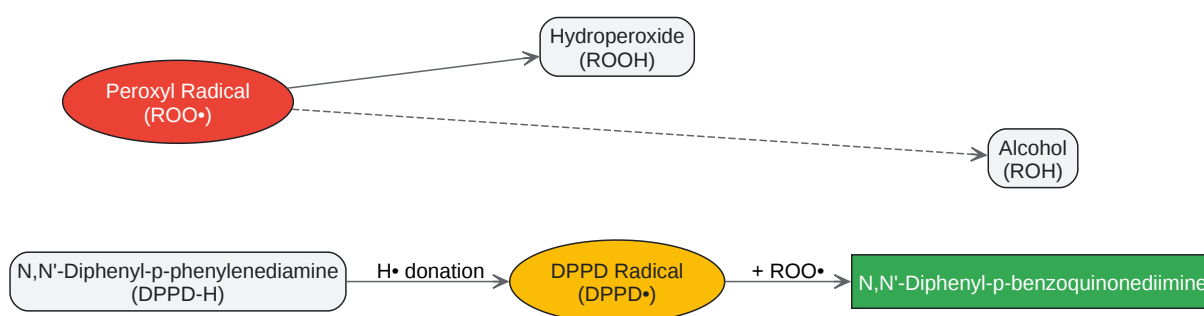 Hydroperoxide
(ROOH)
Peroxyl Radical
(ROO•)
Alcohol
(ROH)
N,N'-Diphenyl-p-phenylenediamine
(DPPD-H)
H• donation
DPPD Radical
(DPPD•)
+ ROO•
N,N'-Diphenyl-p-benzoquinonediimine